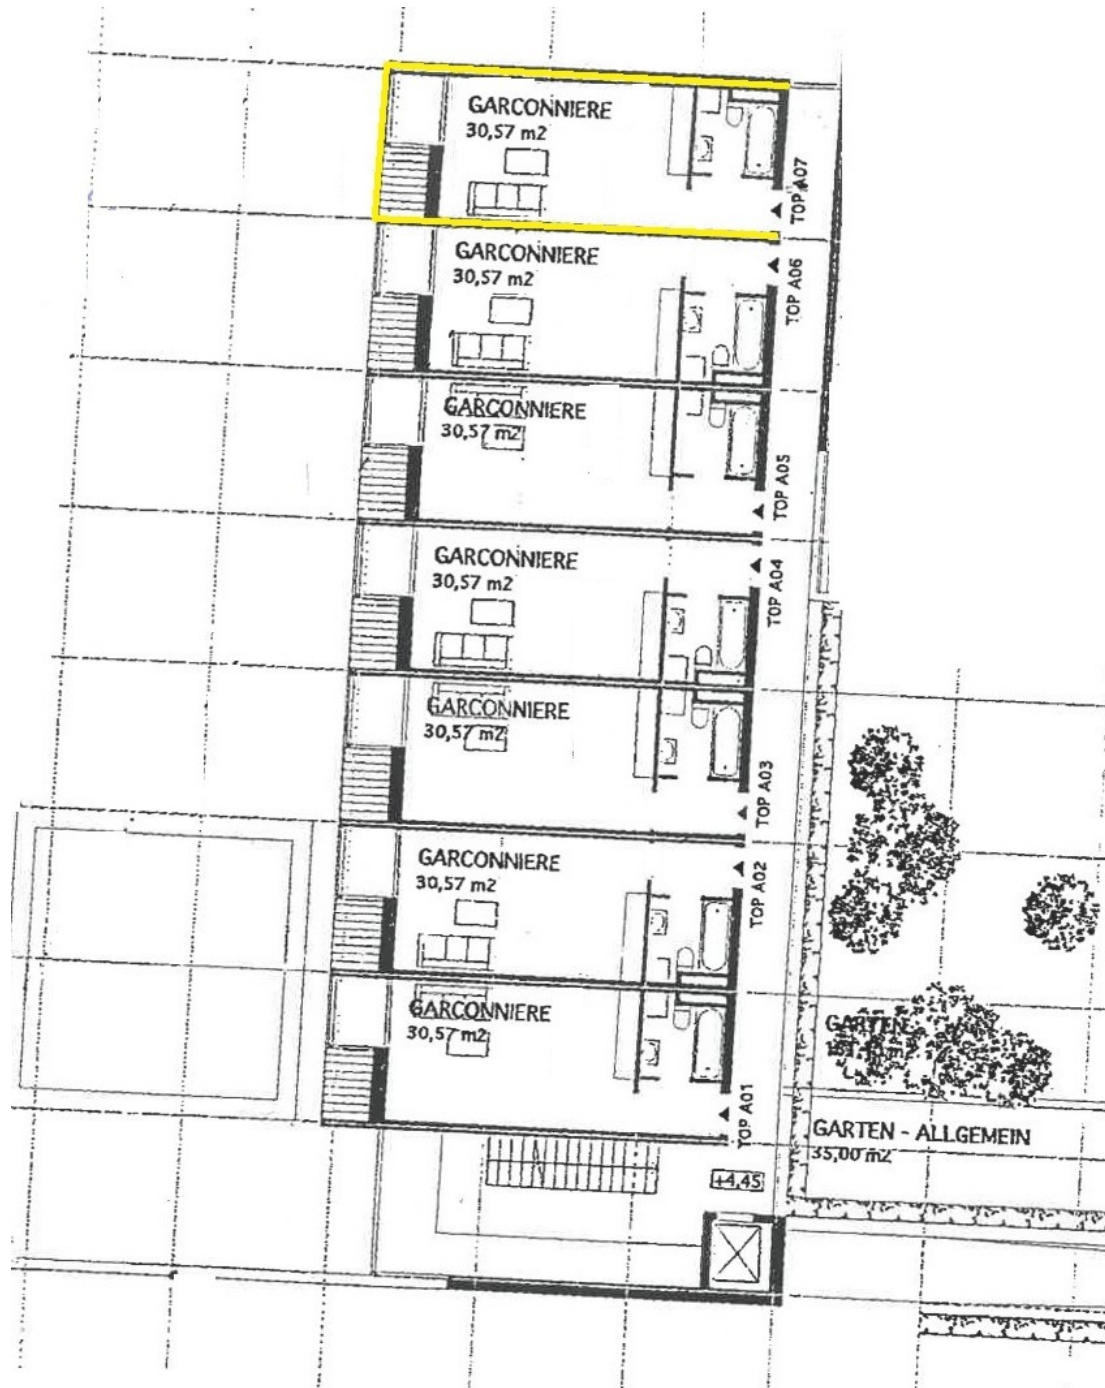 GARCONNIERE
30,57 m2
TOP A07
GARCONNIERE
30,57 m2
TOP A06
GARCONNIERE
30,57 m2
TOP A05
GARCONNIERE
30,57 m2
TOP A04
GARCONNIERE
30,57 m2
TOP A03
GARCONNIERE
30,57 m2
TOP A02
GARCONNIERE
30,57 m2
TOP A01
GARTEN
GARTEN - ALLGEMEIN
35,00 m2
+4,45